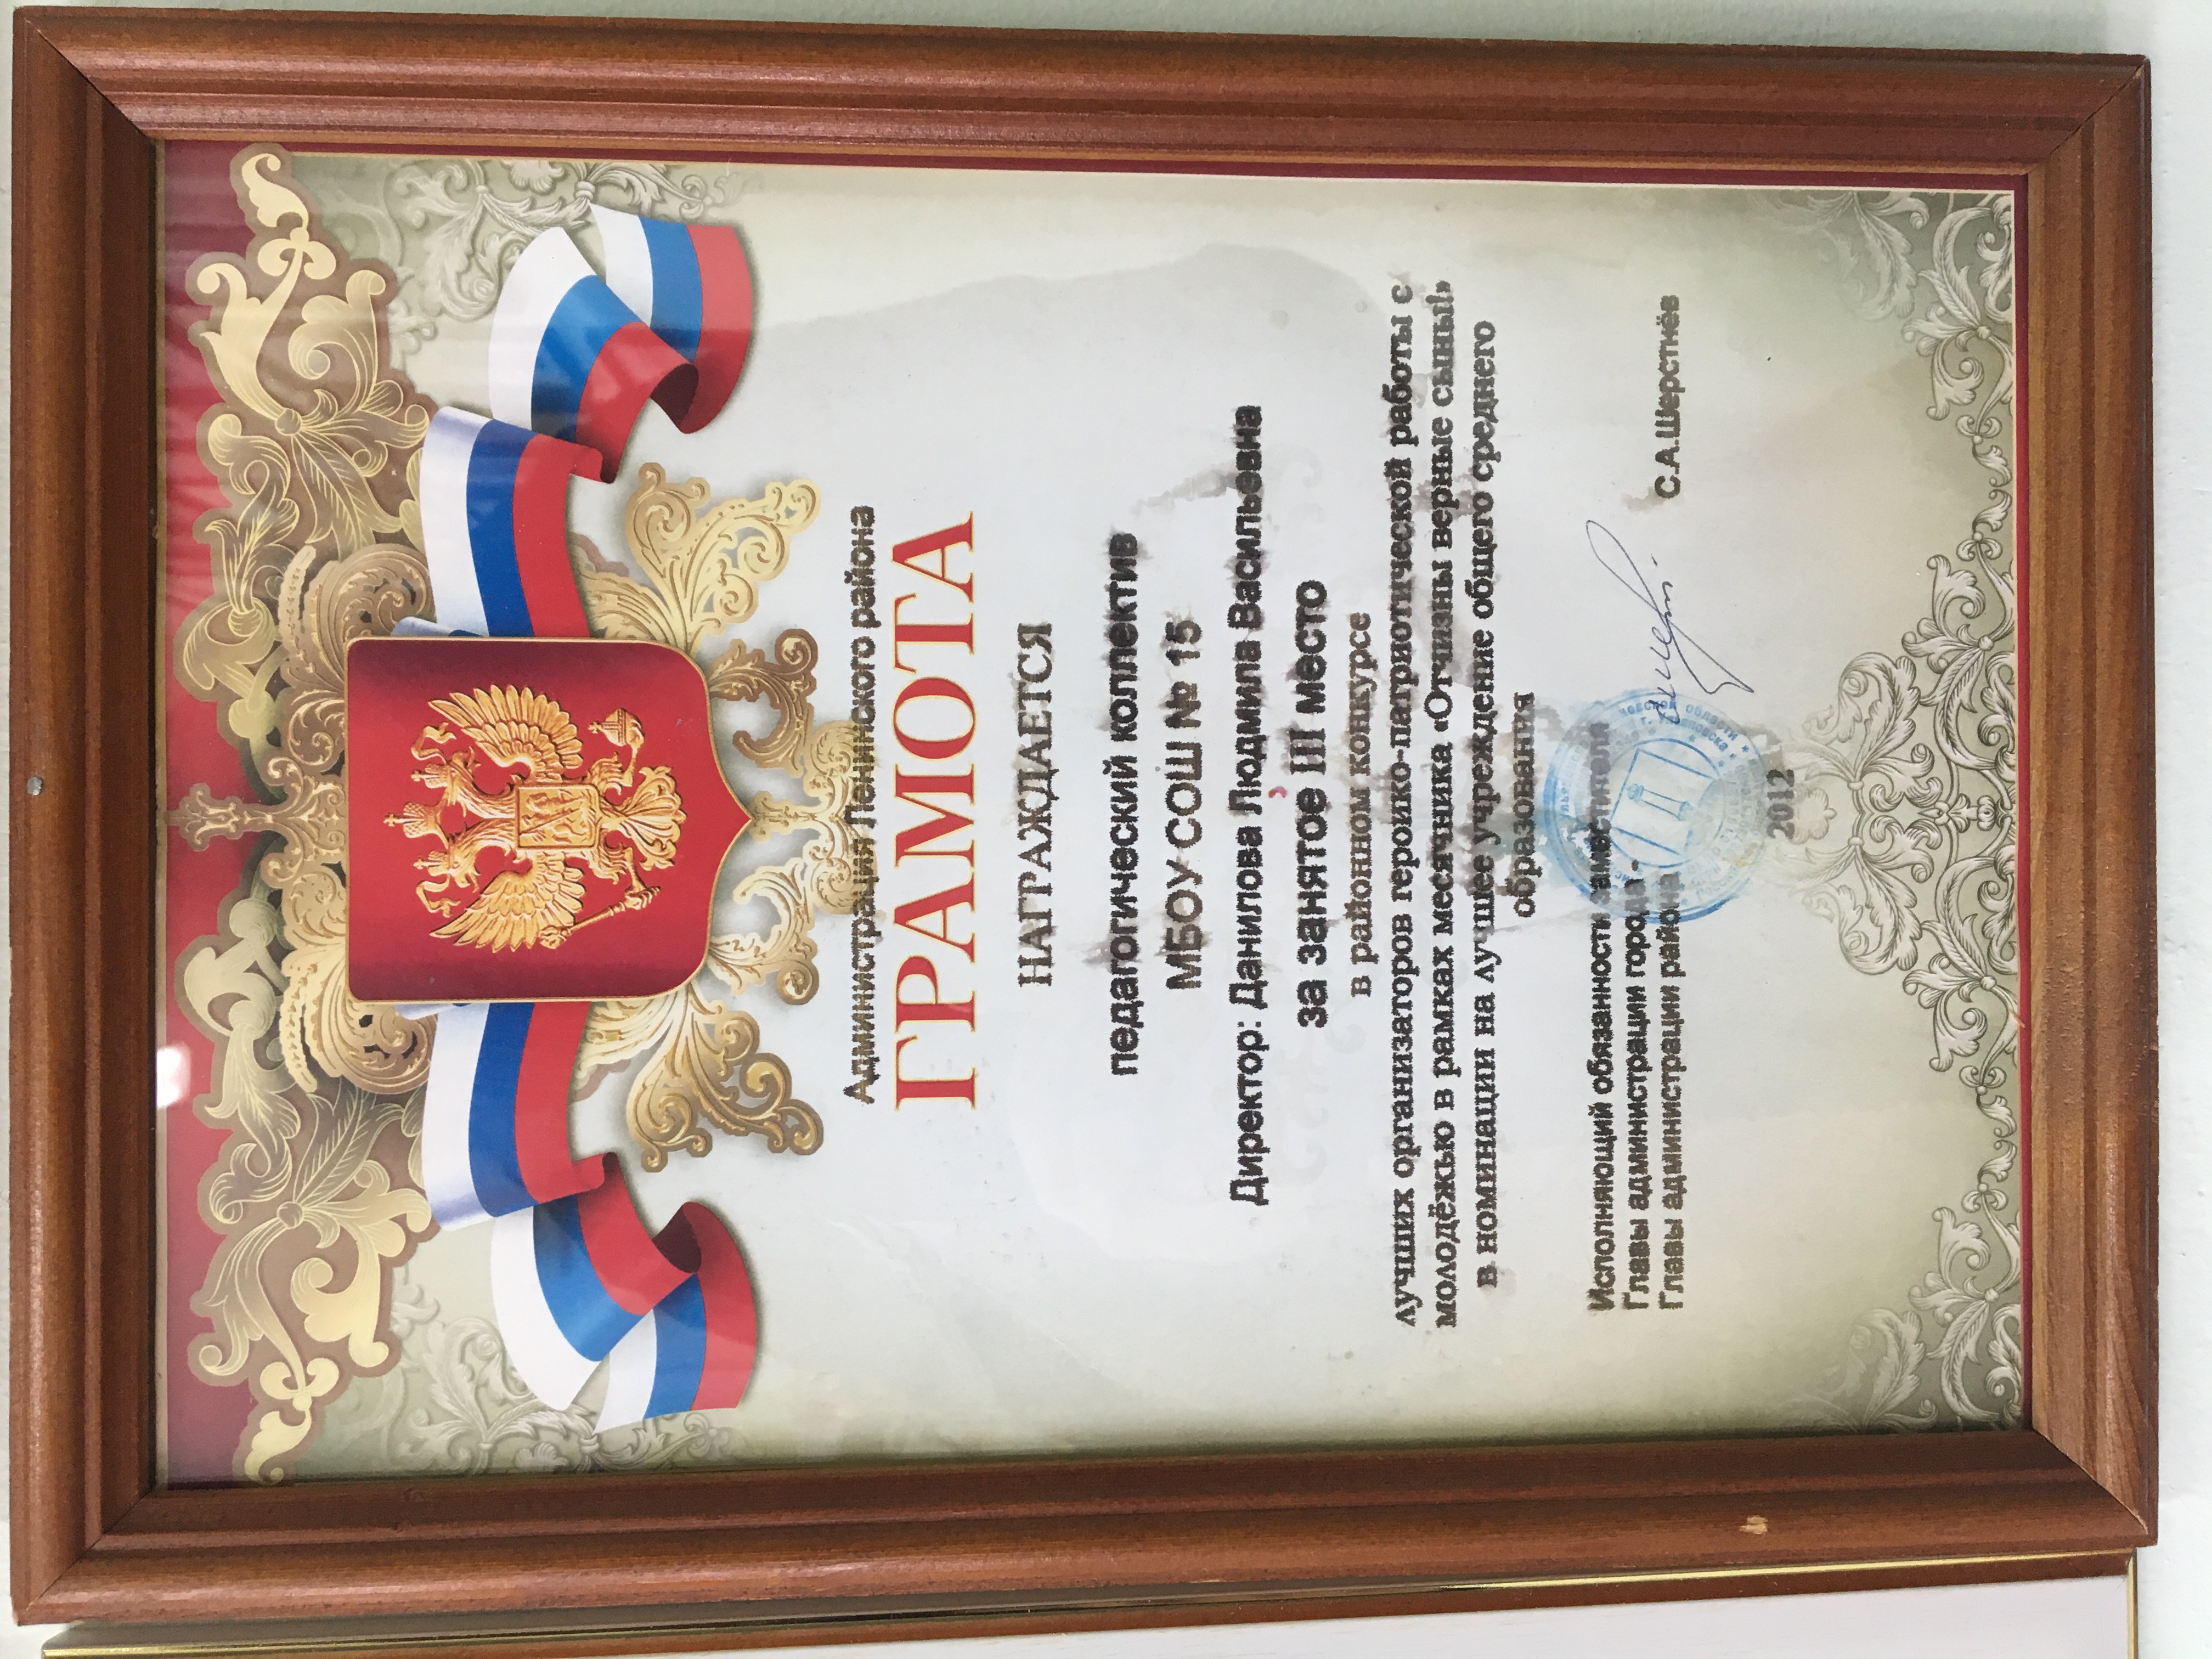 Администрация Ленинского района
ГРАМОТА
НАГРАЖДАЕТСЯ
педагогический коллектив
МБОУ СОШ № 15
Директор: Данилова Людмила Васильевна
за занятое III место
в районном конкурсе
лучших организаторов героико-патриотической работы с
молодёжью в рамках месячника «Отчизны верные сыны!»
в номинации на лучшее учреждение общего среднего
образования
Исполняющий обязанности заместителя
Главы администрации города -
Главы администрации района
С.А.Шерстнёв
2012